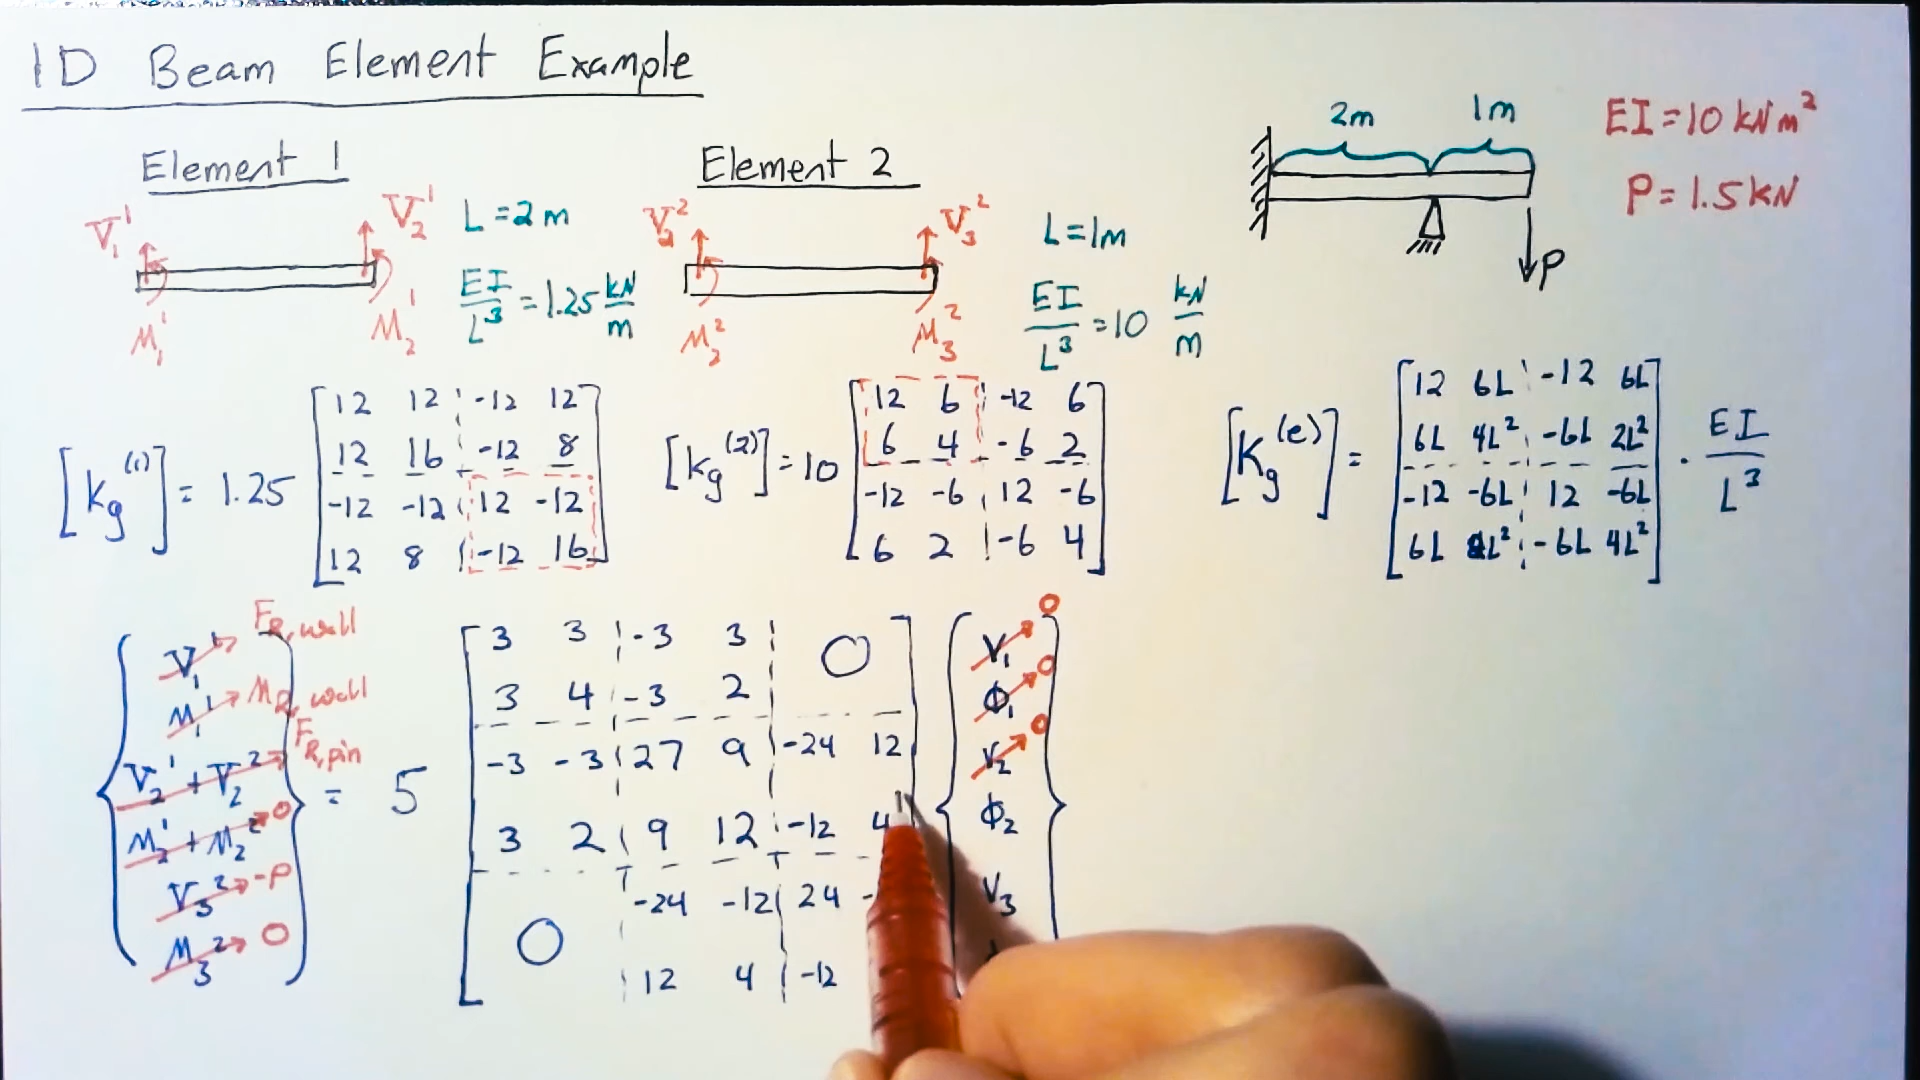 1D Beam Element Example
Element 1
V₁¹
V₂¹
M₁¹
M₂¹
L = 2 m
EI/L³ = 1.25 kN/m
Element 2
V₂²
V₃²
M₂²
M₃²
L = 1m
EI/L³ = 10 kN/m
2m 1m
P
EI = 10 kNm²
P = 1.5 kN
[kg⁽¹⁾] = 1.25
12 12 -12 12
12 16 -12 8
-12 -12 12 -12
12 8 -12 16
[kg⁽²⁾] = 10
12 6 -12 6
6 4 -6 2
-12 -6 12 -6
6 2 -6 4
[Kg⁽ᵉ⁾] =
12 6L -12 6L
6L 4L² -6L 2L²
-12 -6L 12 -6L
6L 2L² -6L 4L²
· EI/L³
V₁¹ F_R,wall
M₁¹ M_R,wall
V₂¹ + V₂² F_R,pin
M₂¹ + M₂² 0
V₃² -P
M₃² 0
= 5
3 3 -3 3 0
3 4 -3 2
-3 -3 27 9 -24 12
3 2 9 12 -12 4
-24 -12 24
0 12 4 -12
V₁ 0
ϕ₁ 0
V₂ 0
ϕ₂
V₃